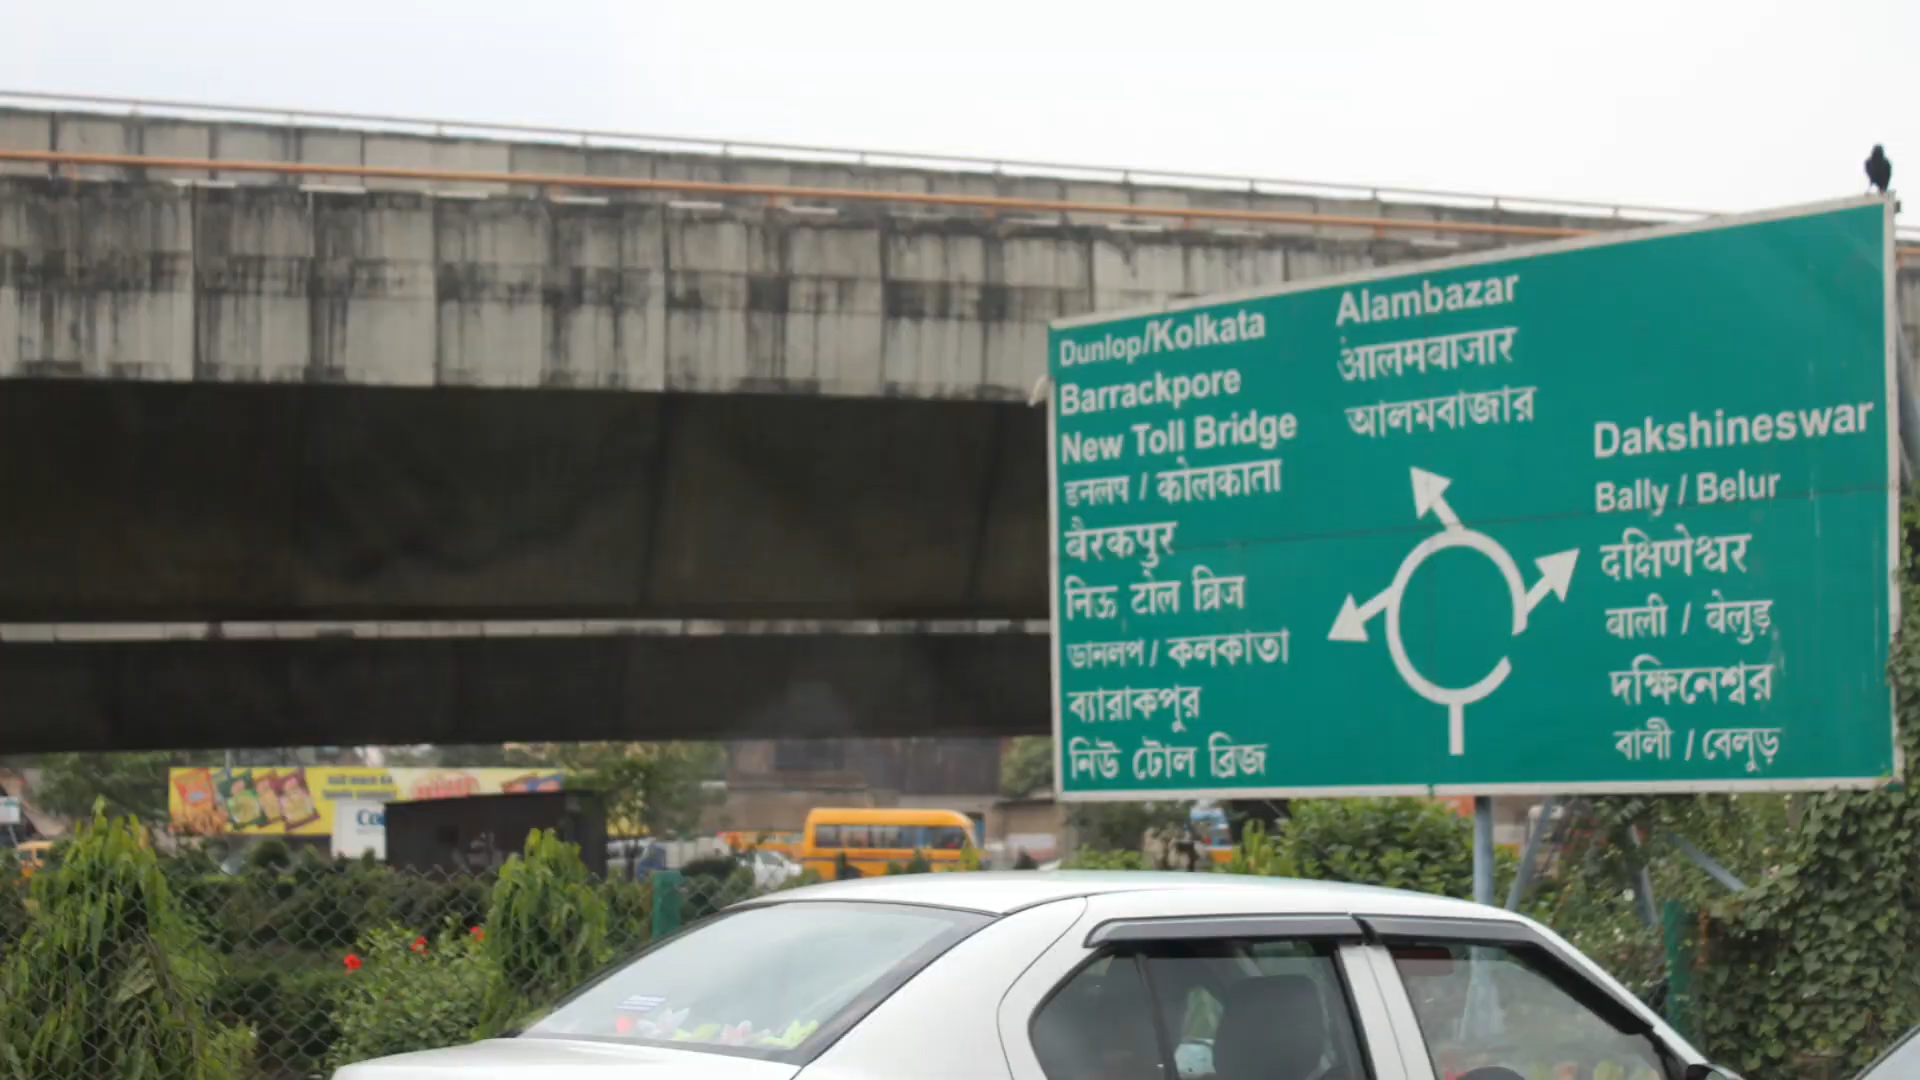 Dunlop/Kolkata
Barrackpore
New Toll Bridge
डनलप / कोलकाता
बैरकपुर
निऊ टोल ब्रिज
ডানলপ / কলকাতা
ব্যারাকপুর
নিউ টোল ব্রিজ
Alambazar
आलमबाजार
আলমবাজার
Dakshineswar
Bally / Belur
दक्षिणेश्वर
बाली / बेलुड़
দক্ষিনেশ্বর
বালী / বেলুড়